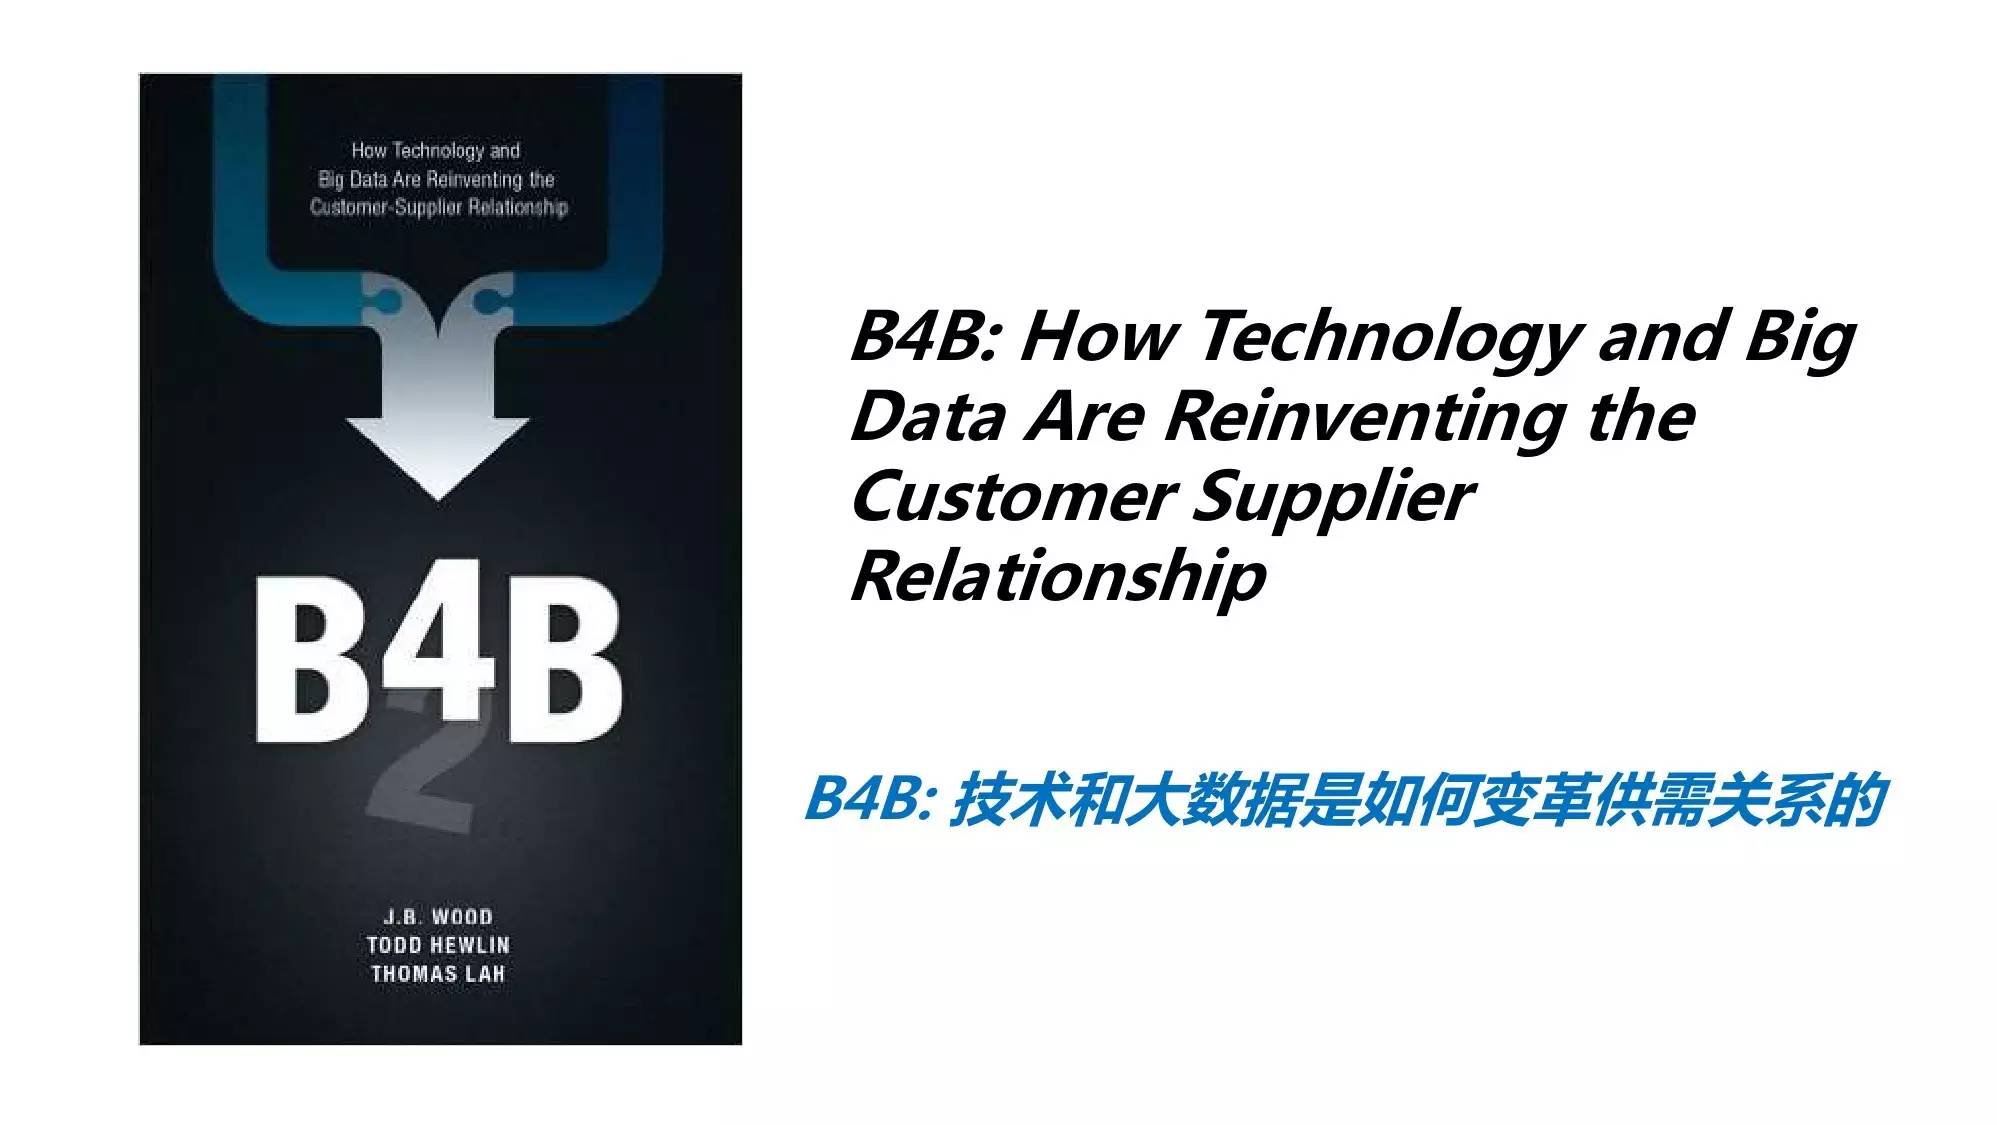 How Technology and
Big Data Are Reinventing the
Customer-Supplier Relationship
B4B
2
J.B. WOOD
TODD HEWLIN
THOMAS LAH
B4B: How Technology and Big
Data Are Reinventing the
Customer Supplier
Relationship
B4B: 技术和大数据是如何变革供需关系的